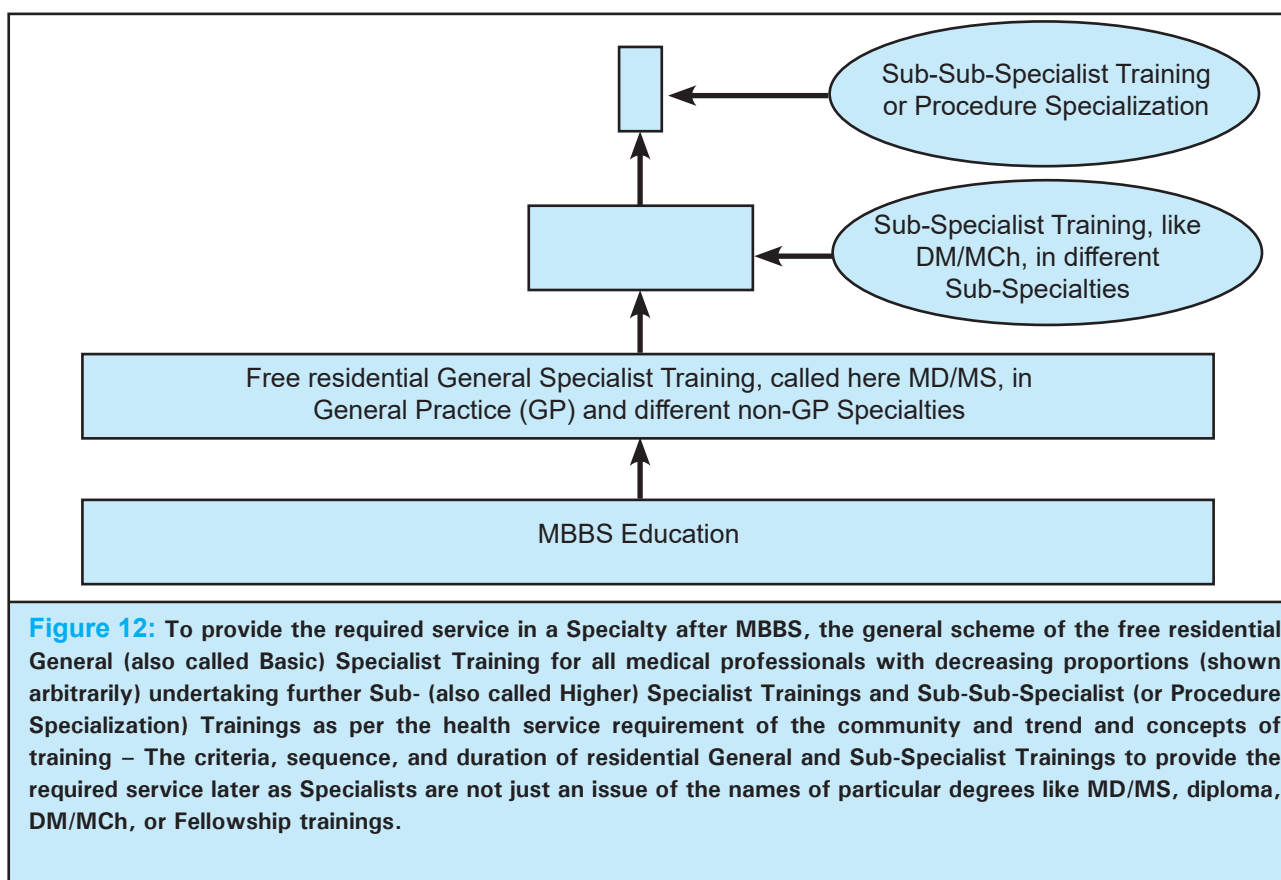 Sub-Sub-Specialist Training
or Procedure Specialization
Sub-Specialist Training, like
DM/MCh, in different
Sub-Specialties
Free residential General Specialist Training, called here MD/MS, in
General Practice (GP) and different non-GP Specialties
MBBS Education
Figure 12: To provide the required service in a Specialty after MBBS, the general scheme of the free residential
General (also called Basic) Specialist Training for all medical professionals with decreasing proportions (shown
arbitrarily) undertaking further Sub- (also called Higher) Specialist Trainings and Sub-Sub-Specialist (or Procedure
Specialization) Trainings as per the health service requirement of the community and trend and concepts of
training – The criteria, sequence, and duration of residential General and Sub-Specialist Trainings to provide the
required service later as Specialists are not just an issue of the names of particular degrees like MD/MS, diploma,
DM/MCh, or Fellowship trainings.